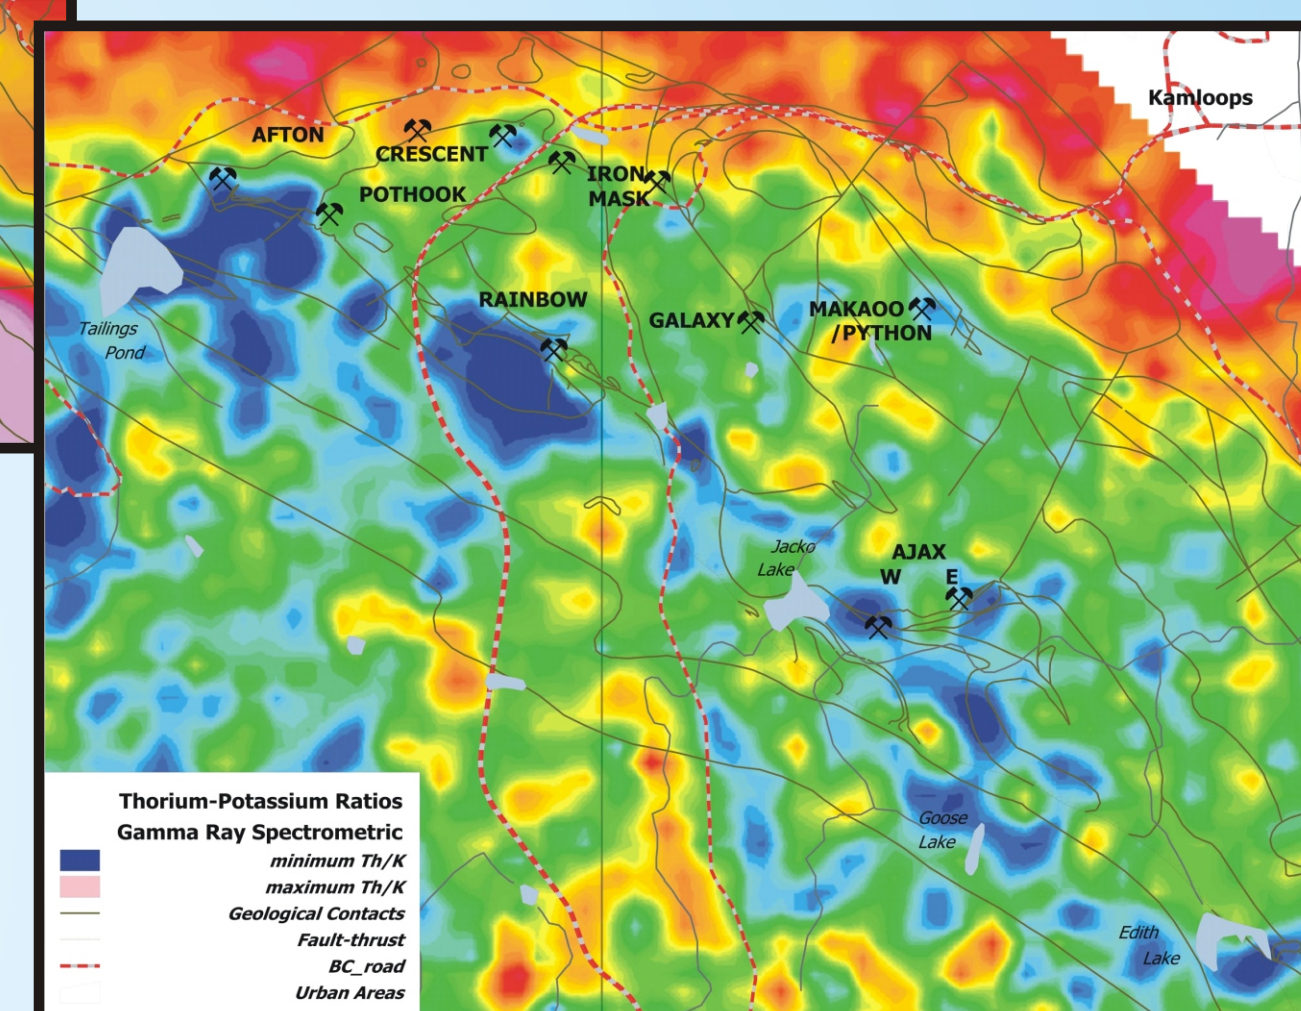 Kamloops
AFTON
CRESCENT
POTHOOK
IRON
MASK
RAINBOW
GALAXY
MAKAOO
/PYTHON
Tailings
Pond
Jacko
Lake
AJAX
W E
Goose
Lake
Edith
Lake
Thorium-Potassium Ratios
Gamma Ray Spectrometric
minimum Th/K
maximum Th/K
Geological Contacts
Fault-thrust
BC_road
Urban Areas